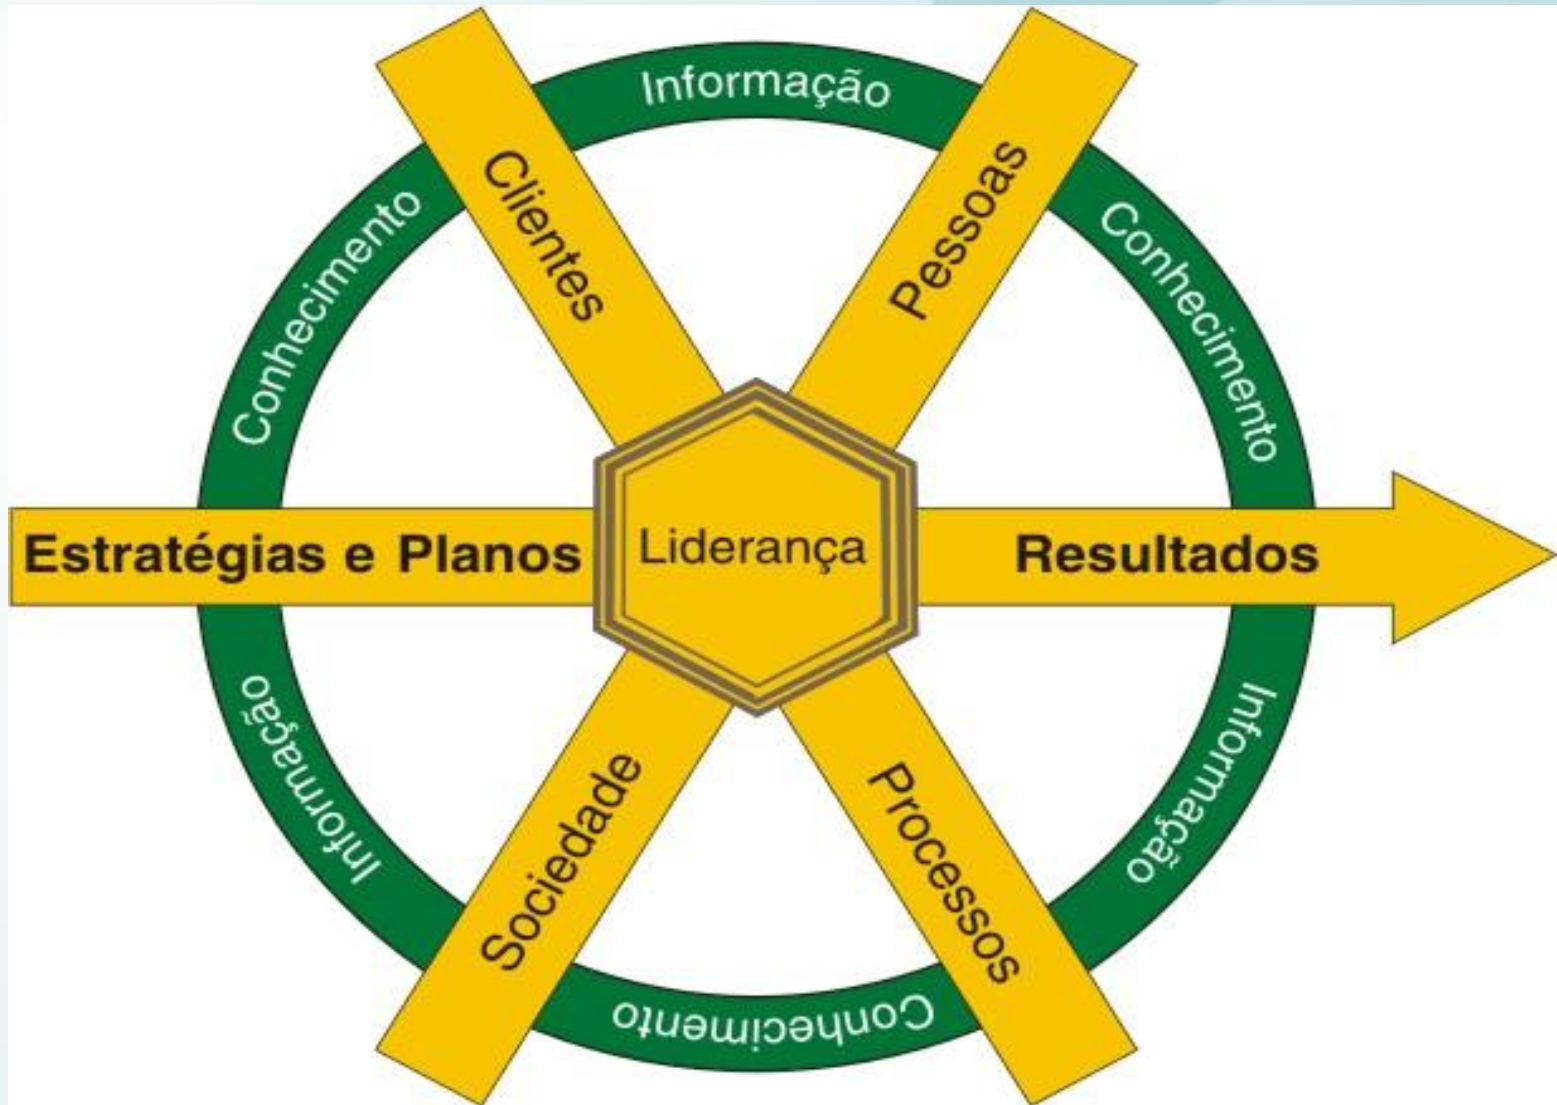 Informação
Clientes
Pessoas
Conhecimento
Conhecimento
Estratégias e Planos
Liderança
Resultados
Informação
Informação
Sociedade
Processos
Conhecimento